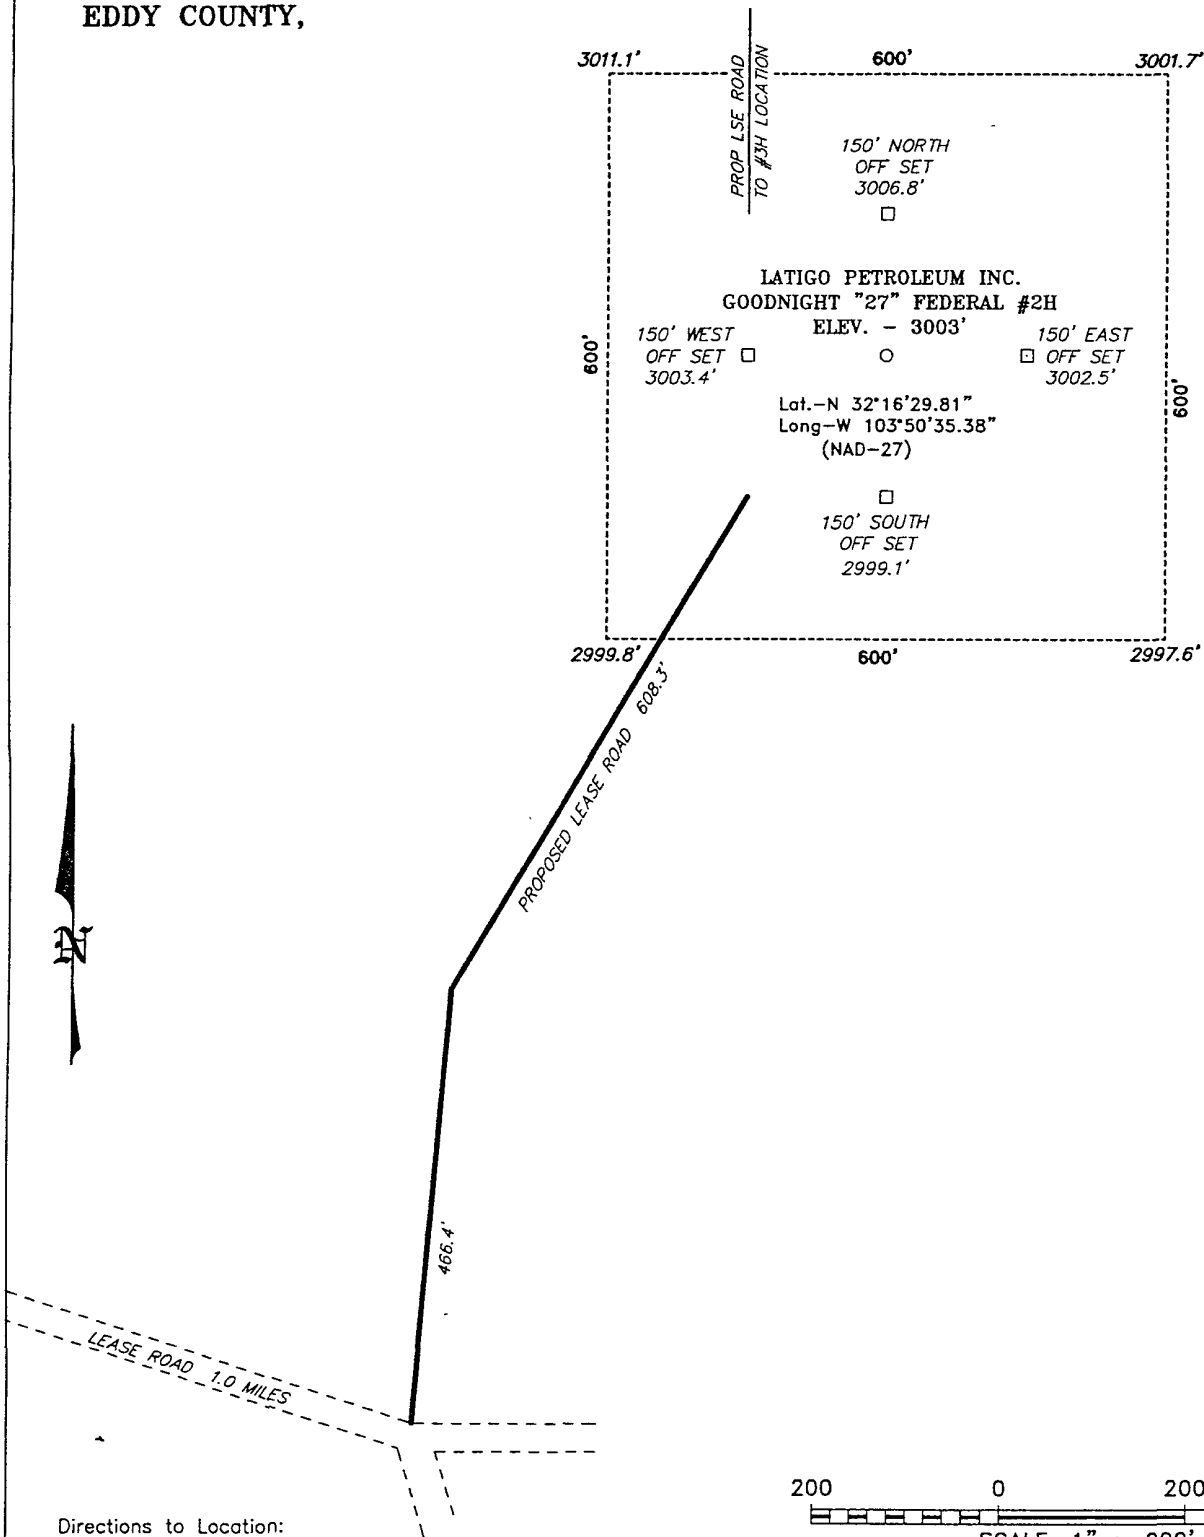 EDDY COUNTY,
3011.1'
600'
3001.7'
PROP LSE ROAD
TO #3H LOCATION
150' NORTH
OFF SET
3006.8'
LATIGO PETROLEUM INC.
GOODNIGHT "27" FEDERAL #2H
ELEV. - 3003'
600'
150' WEST
OFF SET
3003.4'
150' EAST
OFF SET
3002.5'
600'
Lat.-N 32°16'29.81"
Long-W 103°50'35.38"
(NAD-27)
150' SOUTH
OFF SET
2999.1'
2999.8'
600'
2997.6'
PROPOSED LEASE ROAD 608.3'
N
466.4'
LEASE ROAD 1.0 MILES
200 0 200
Directions to Location: